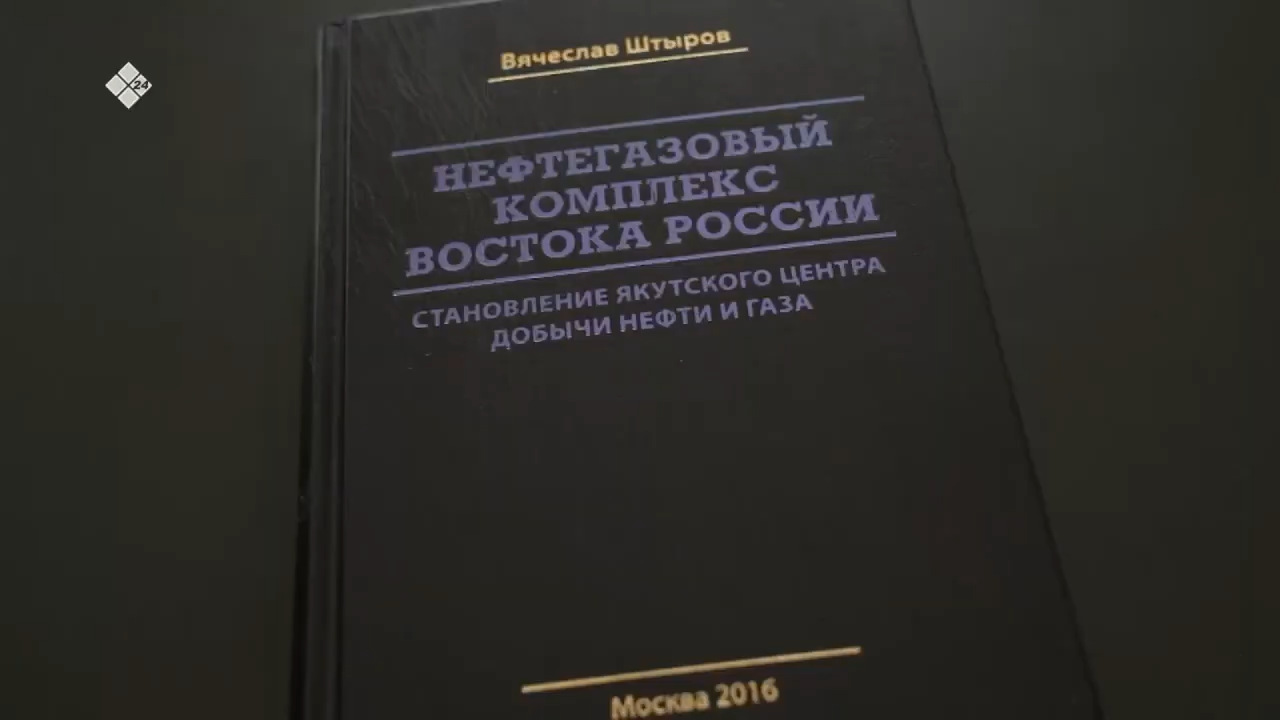 24
Вячеслав Штыров
НЕФТЕГАЗОВЫЙ
КОМПЛЕКС
ВОСТОКА РОССИИ
СТАНОВЛЕНИЕ ЯКУТСКОГО ЦЕНТРА
ДОБЫЧИ НЕФТИ И ГАЗА
Москва 2016